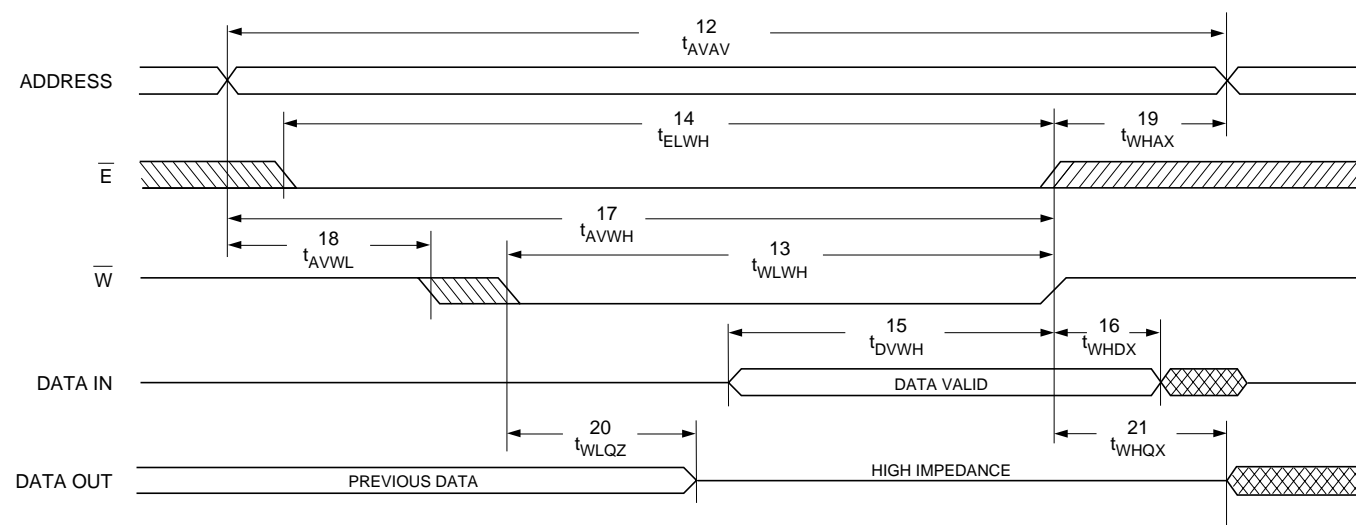 12
tAVAV
ADDRESS
14
tELWH
19
tWHAX
E
17
tAVWH
18
tAVWL
13
tWLWH
W
15
tDVWH
16
tWHDX
DATA IN
DATA VALID
20
tWLQZ
21
tWHQX
DATA OUT
PREVIOUS DATA
HIGH IMPEDANCE